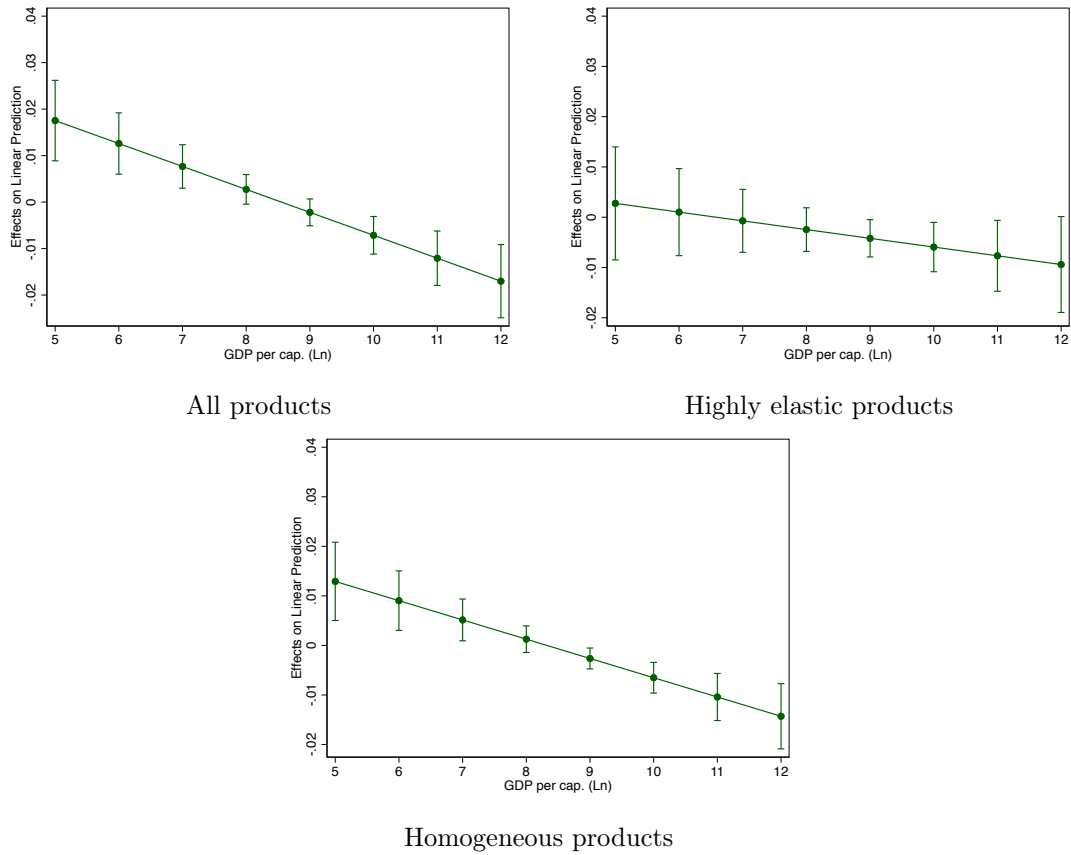 Effects on Linear Prediction
.04
.03
.02
.01
0
-.01
-.02
5 6 7 8 9 10 11 12
GDP per cap. (Ln)
All products
Effects on Linear Prediction
.04
.03
.02
.01
0
-.01
-.02
5 6 7 8 9 10 11 12
GDP per cap. (Ln)
Highly elastic products
Effects on Linear Prediction
.04
.03
.02
.01
0
-.01
-.02
5 6 7 8 9 10 11 12
GDP per cap. (Ln)
Homogeneous products